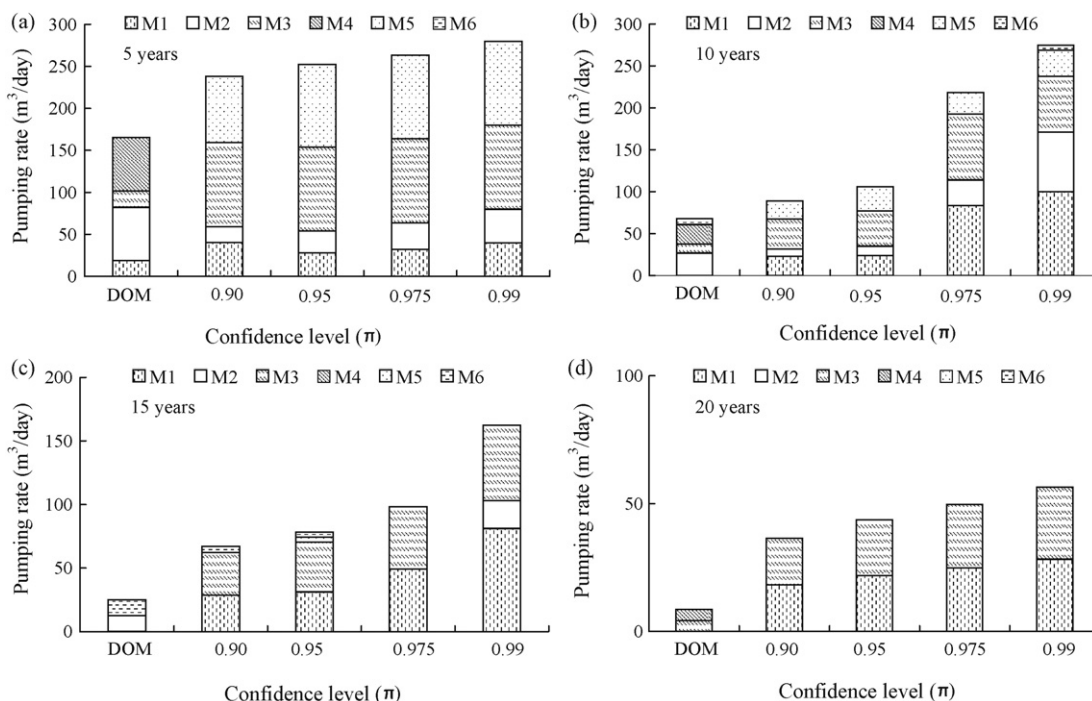 (a)
M1 M2 M3 M4 M5 M6
5 years
Pumping rate (m³/day)
300
250
200
150
100
50
0
DOM 0.90 0.95 0.975 0.99
Confidence level (π)
(b)
M1 M2 M3 M4 M5 M6
10 years
Pumping rate (m³/day)
300
250
200
150
100
50
0
DOM 0.90 0.95 0.975 0.99
Confidence level (π)
(c)
M1 M2 M3 M4 M5 M6
15 years
Pumping rate (m³/day)
200
150
100
50
0
DOM 0.90 0.95 0.975 0.99
Confidence level (π)
(d)
M1 M2 M3 M4 M5 M6
20 years
Pumping rate (m³/day)
100
50
0
DOM 0.90 0.95 0.975 0.99
Confidence level (π)